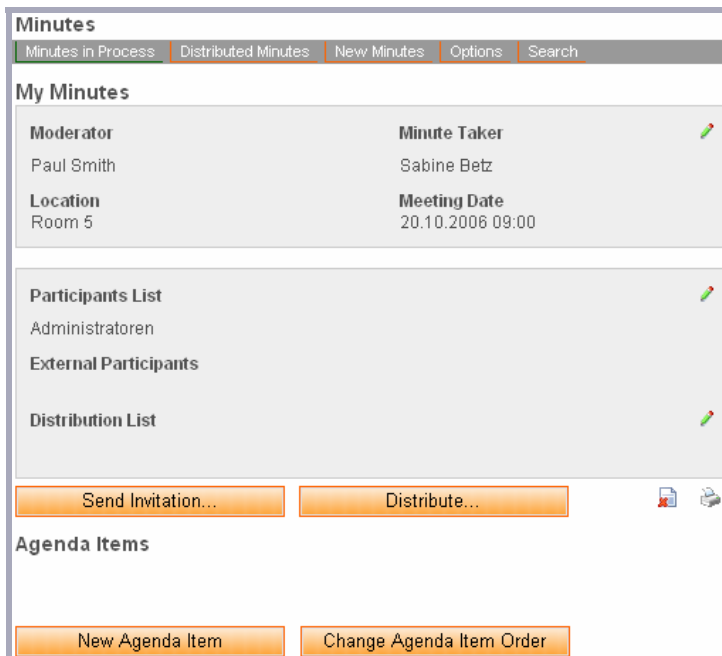 Minutes
Minutes in Process Distributed Minutes New Minutes Options Search
My Minutes
Moderator Minute Taker
Paul Smith Sabine Betz
Location Meeting Date
Room 5 20.10.2006 09:00
Participants List
Administratoren
External Participants
Distribution List
Send Invitation... Distribute...
Agenda Items
New Agenda Item Change Agenda Item Order